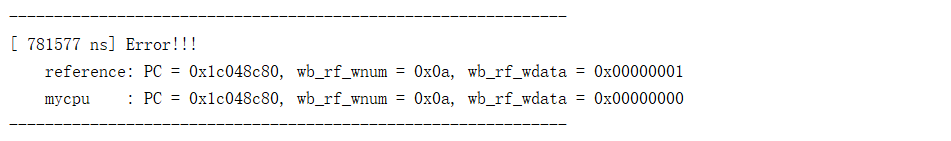 --------------------------------------------------------------
[ 781577 ns] Error!!!
    reference: PC = 0x1c048c80, wb_rf_wnum = 0x0a, wb_rf_wdata = 0x00000001
    mycpu    : PC = 0x1c048c80, wb_rf_wnum = 0x0a, wb_rf_wdata = 0x00000000
--------------------------------------------------------------